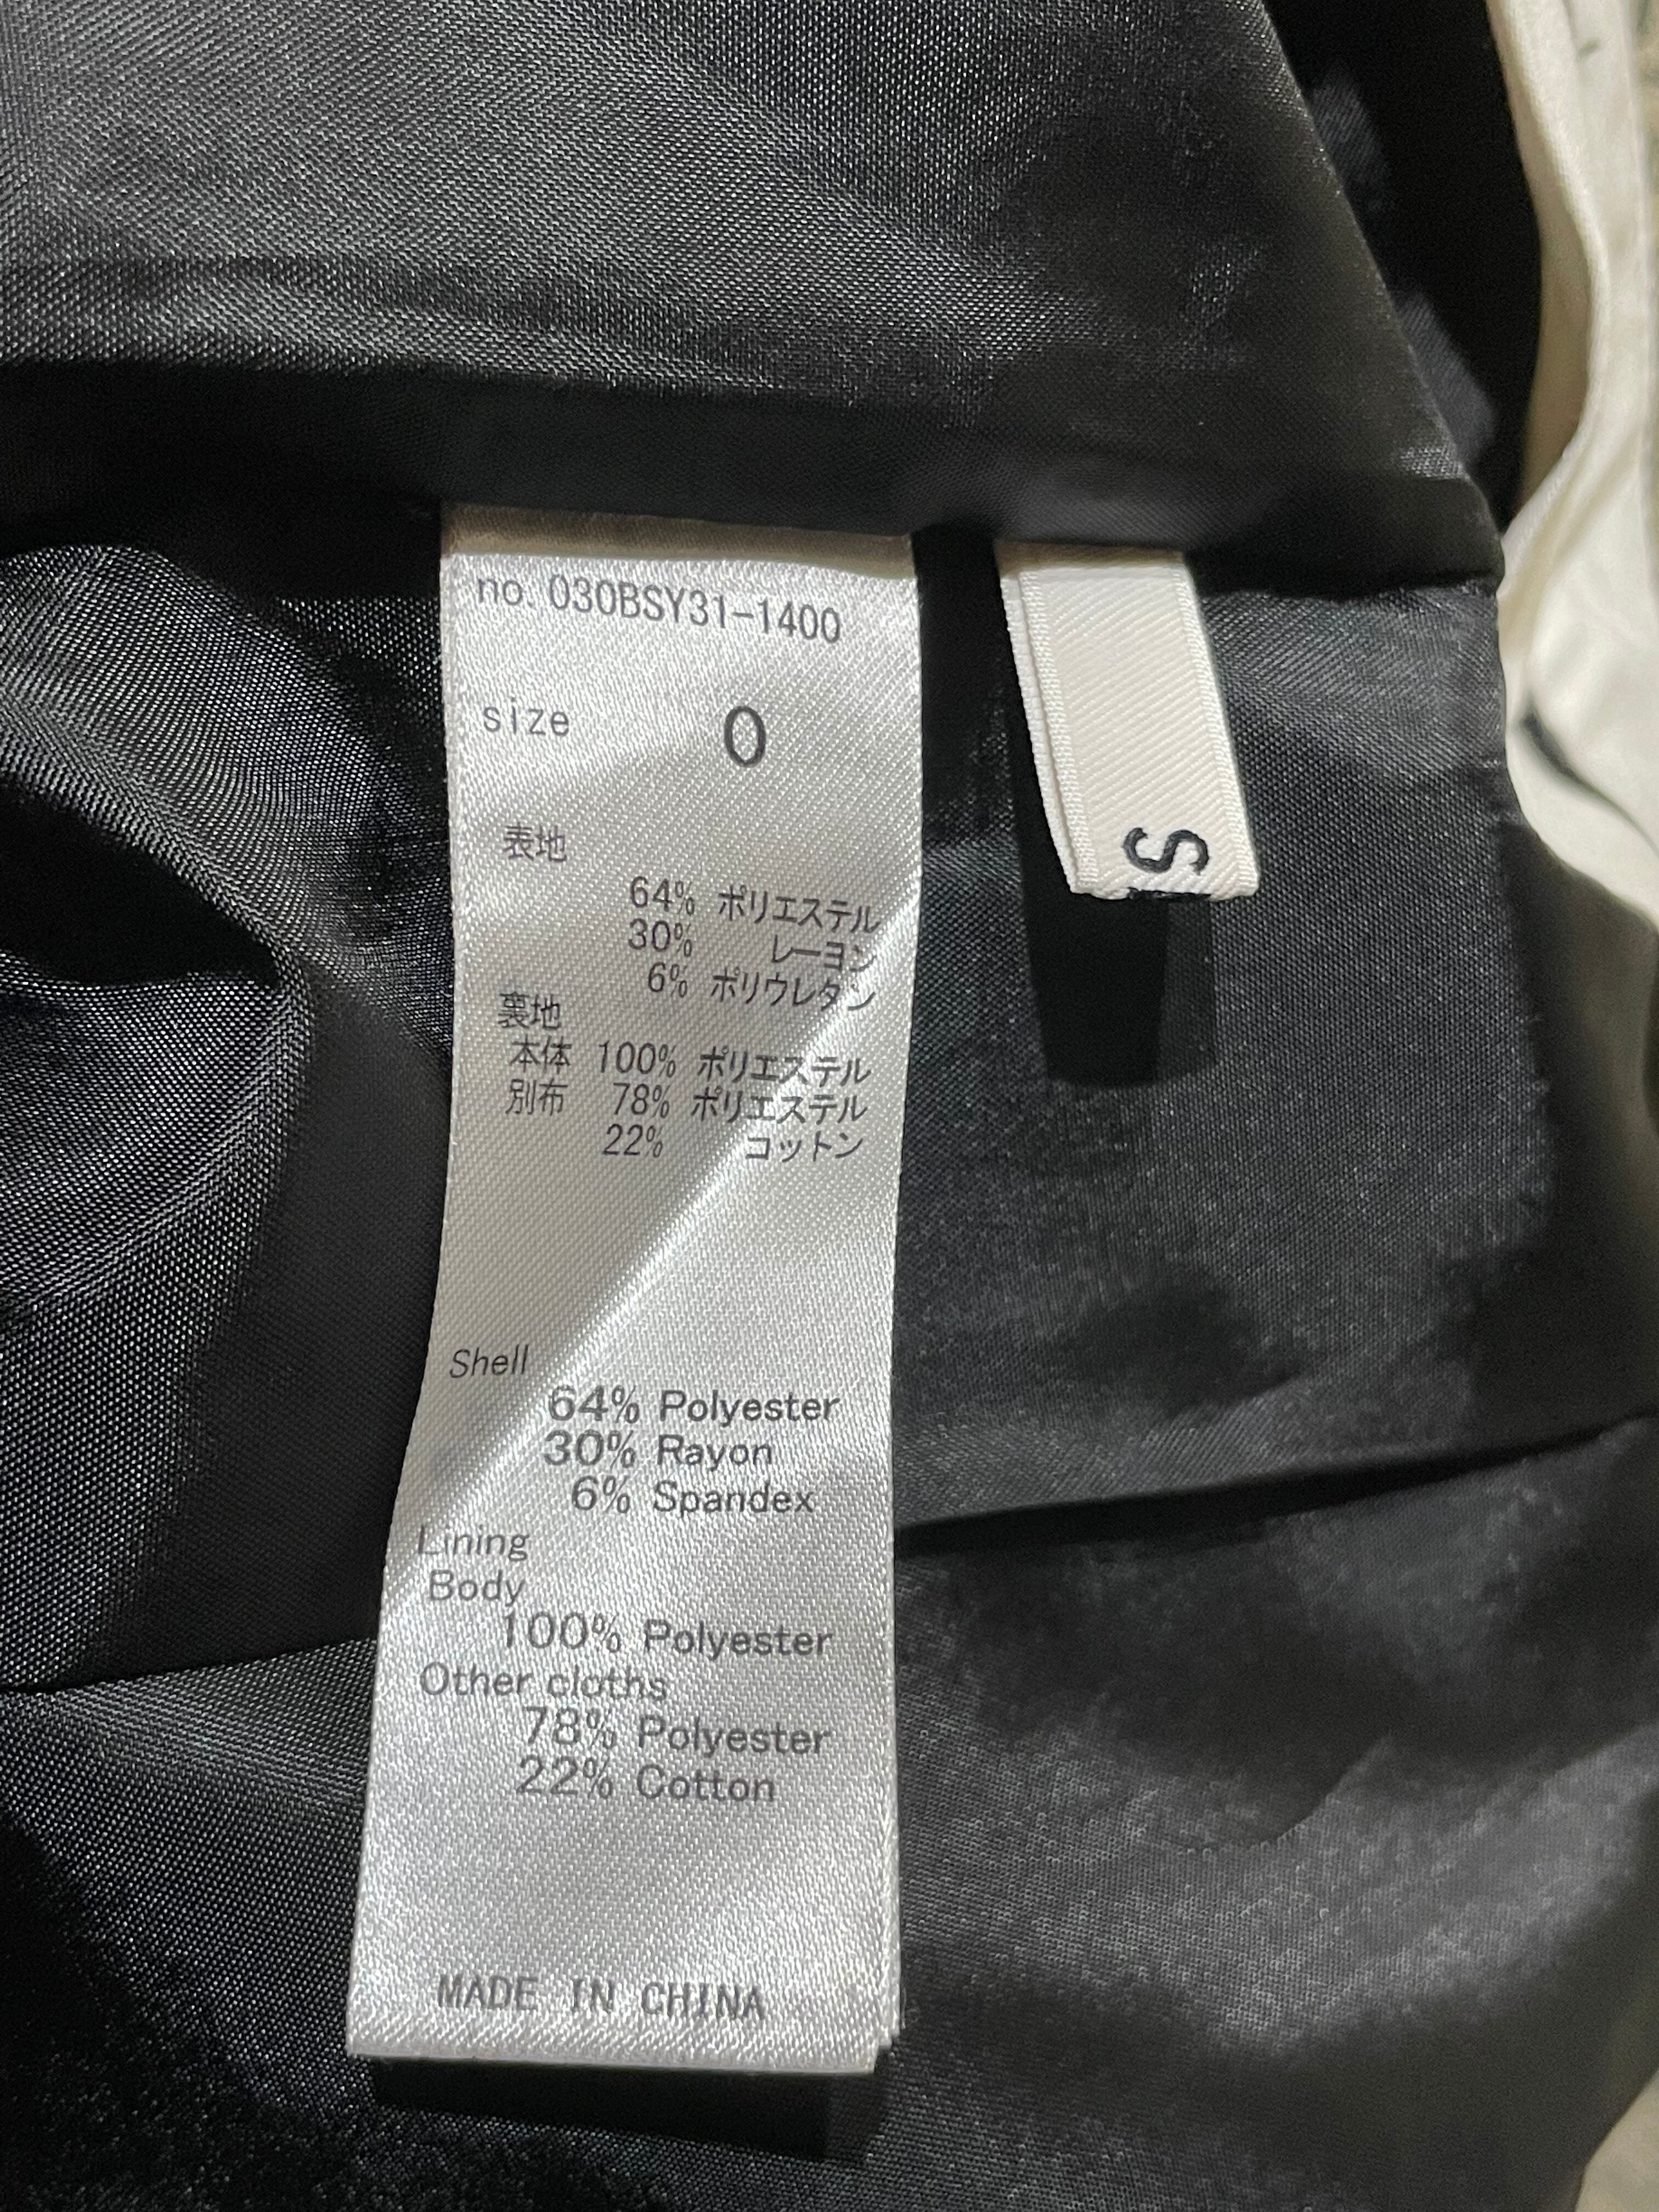 no. 030BSY31-1400
size 0
表地
64% ポリエステル
30% レーヨン
6% ポリウレタン
裏地
本体 100% ポリエステル
別布 78% ポリエステル
22% コットン
Shell
64% Polyester
30% Rayon
6% Spandex
Lining
Body
100% Polyester
Other cloths
78% Polyester
22% Cotton
MADE IN CHINA
S